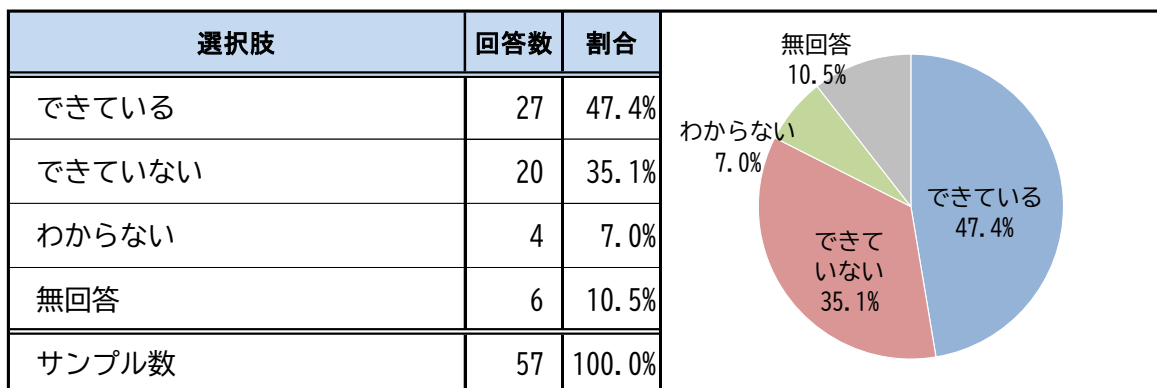 選択肢 回答数 割合
できている 27 47.4%
できていない 20 35.1%
わからない 4 7.0%
無回答 6 10.5%
サンプル数 57 100.0%
無回答
10.5%
わからない
7.0%
できている
47.4%
できて
いない
35.1%